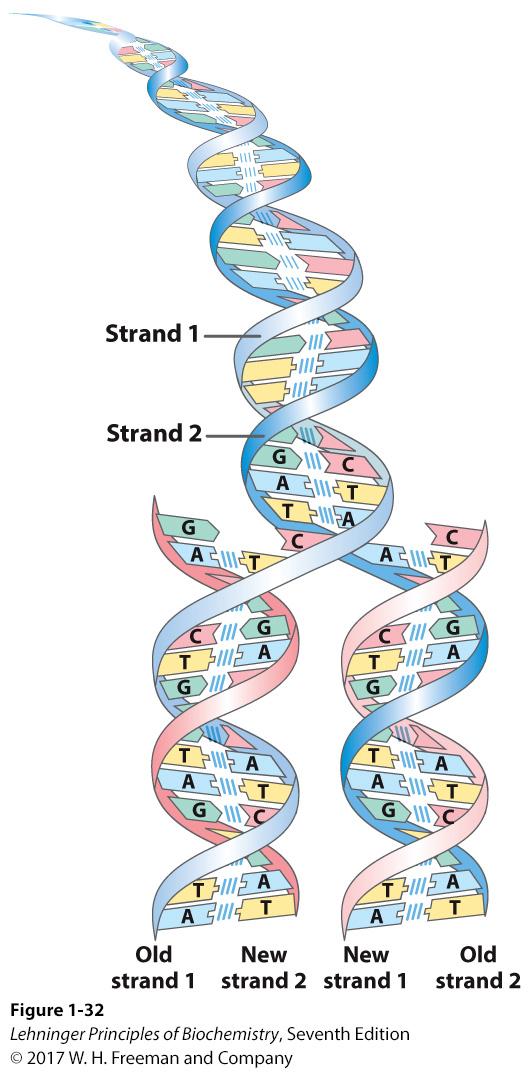 Strand 1
Strand 2
G C
A T
T A
G C C
A T A T
C G C G
T A T A
G G
T A T A
A T A T
G C G C
T A T A
A T A T
Old strand 1
New strand 2
New strand 1
Old strand 2
Figure 1-32
Lehninger Principles of Biochemistry, Seventh Edition
© 2017 W. H. Freeman and Company